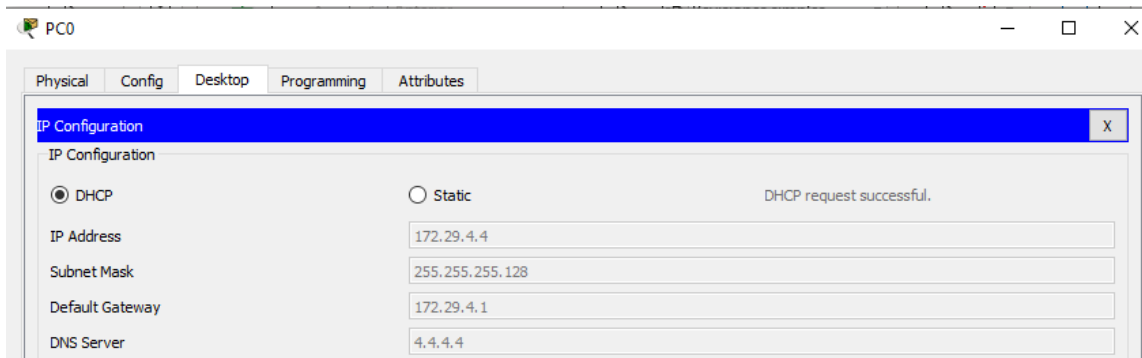 PC0
Physical Config Desktop Programming Attributes
IP Configuration X
IP Configuration
DHCP Static DHCP request successful.
IP Address 172.29.4.4
Subnet Mask 255.255.255.128
Default Gateway 172.29.4.1
DNS Server 4.4.4.4